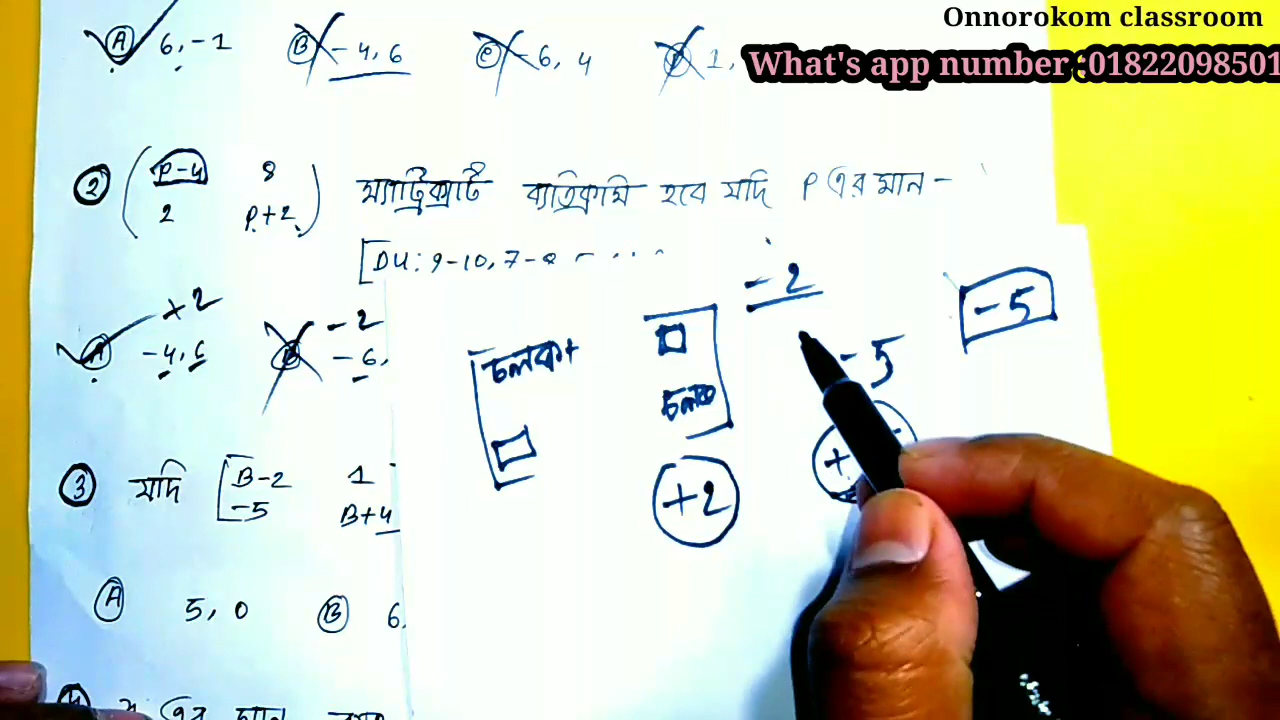 Onnorokom classroom
What's app number :01822098501
Ⓐ 6, -1 Ⓑ -4, 6 Ⓒ -6, 4 1,
② (P-4 8
2 P+2) ম্যাট্রিক্সটি ব্যতিক্রমি হবে যদি P এর মান -
[DU: 9-10, 7-8
+2 -2
Ⓐ -4, 6 Ⓑ -6,
-2
-5
-5
চলক+
চলক
+2
+
③ যদি [B-2 1
-5 B+4
Ⓐ 5, 0 Ⓑ 6,
এর মান